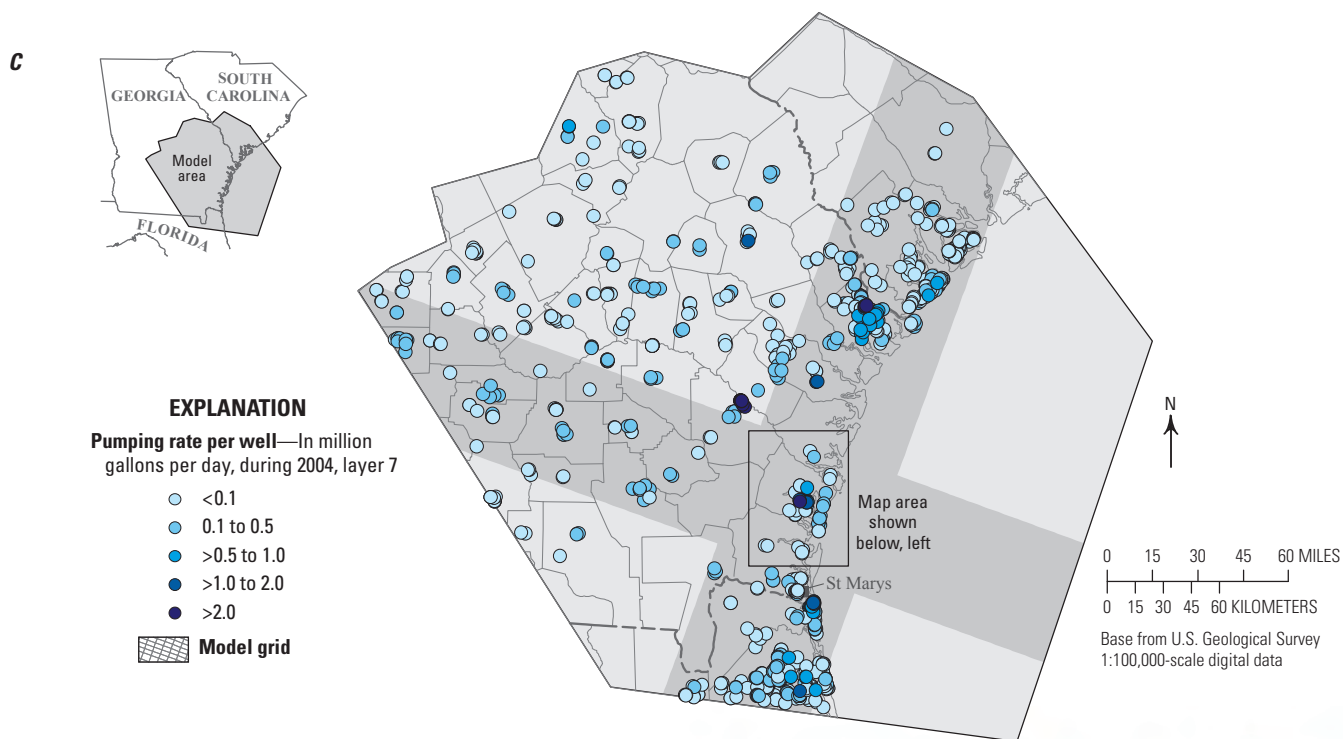 C
SOUTH
CAROLINA
GEORGIA
Model
area
FLORIDA
EXPLANATION
Pumping rate per well—In million
gallons per day, during 2004, layer 7
<0.1
0.1 to 0.5
>0.5 to 1.0
>1.0 to 2.0
>2.0
Model grid
Map area
shown
below, left
St Marys
N
0 15 30 45 60 MILES
0 15 30 45 60 KILOMETERS
Base from U.S. Geological Survey
1:100,000-scale digital data